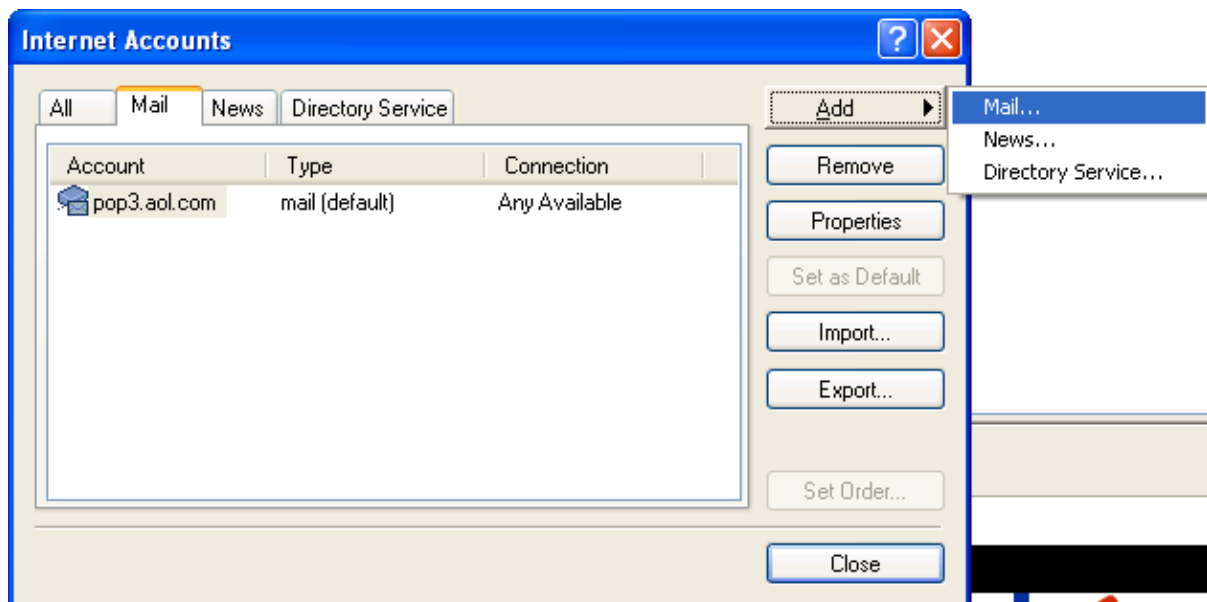 Internet Accounts
?
All Mail News Directory Service
Add
Mail...
News...
Directory Service...
Account Type Connection
Remove
pop3.aol.com mail (default) Any Available
Properties
Set as Default
Import...
Export...
Set Order...
Close